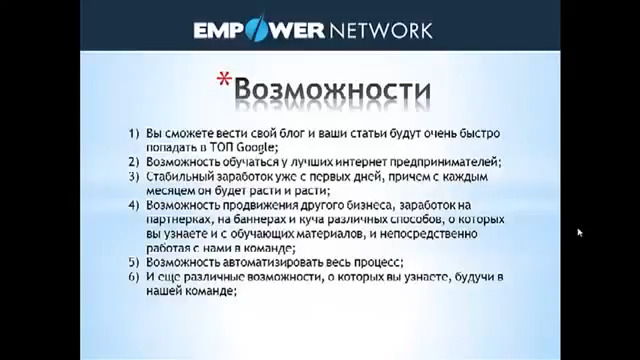 EMPOWER NETWORK
*Возможности
1) Вы сможете вести свой блог и ваши статьи будут очень быстро
попадать в ТОП Google;
2) Возможность обучаться у лучших интернет предпринимателей;
3) Стабильный заработок уже с первых дней, причем с каждым
месяцем он будет расти и расти;
4) Возможность продвижения другого бизнеса, заработок на
партнерках, на баннерах и куча различных способов, о которых
вы узнаете и с обучающих материалов, и непосредственно
работая с нами в команде;
5) Возможность автоматизировать весь процесс;
6) И еще различные возможности, о которых вы узнаете, будучи в
нашей команде;